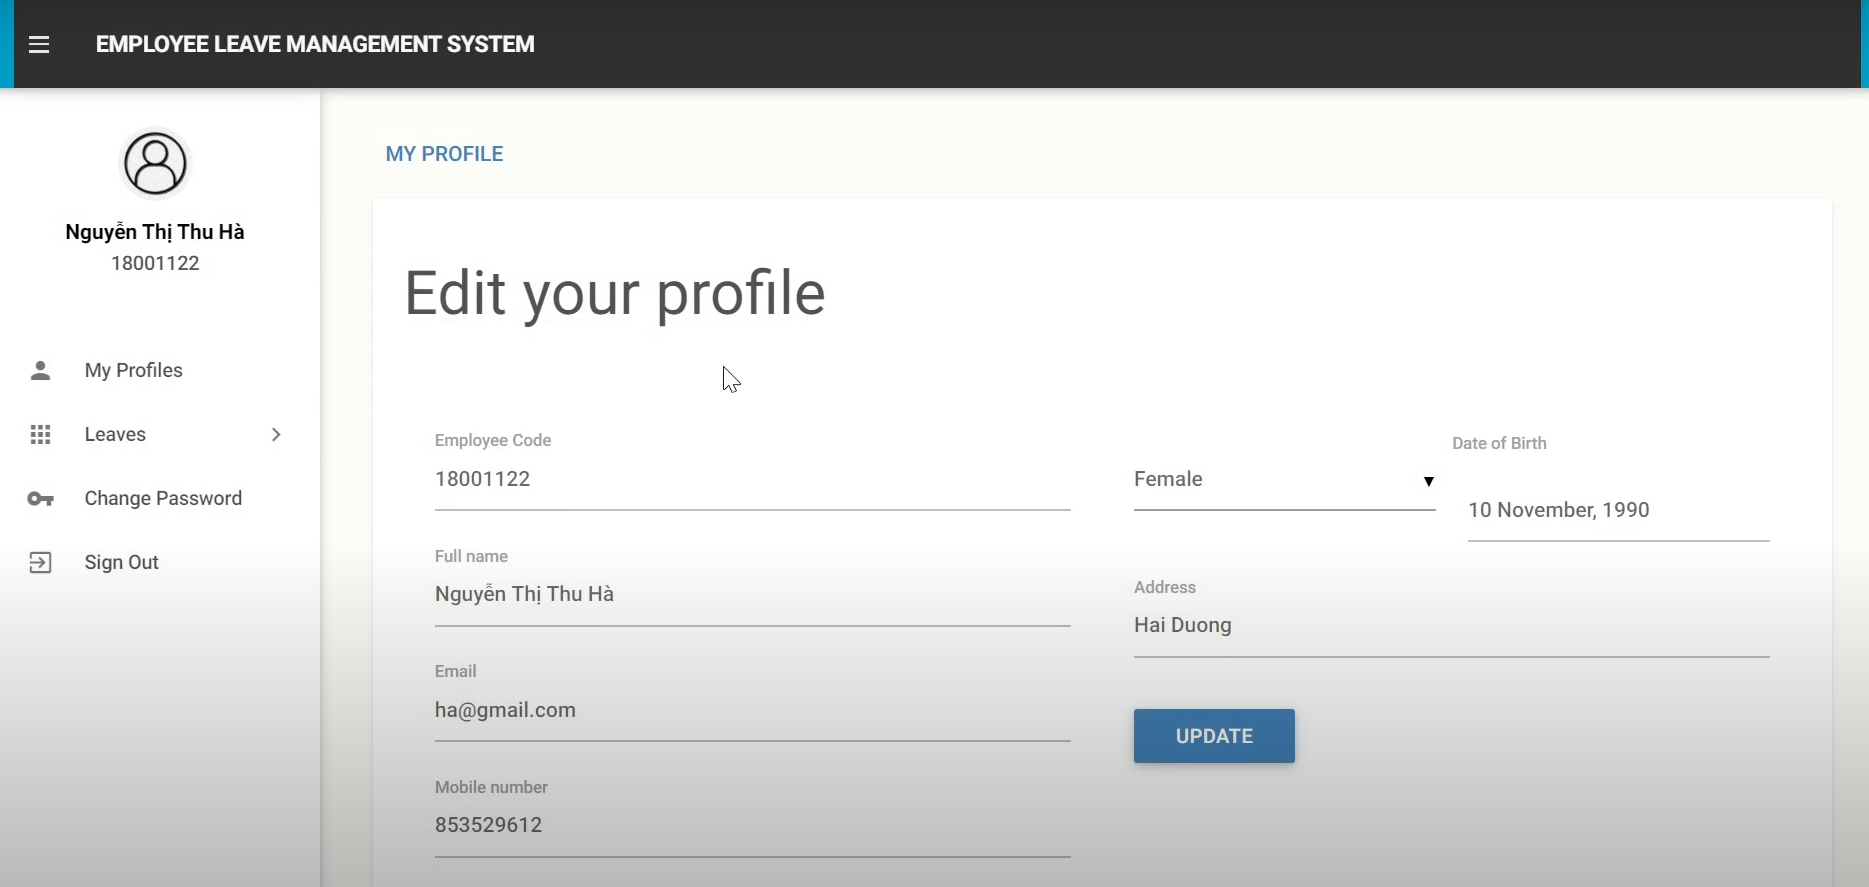 EMPLOYEE LEAVE MANAGEMENT SYSTEM
Nguyễn Thị Thu Hà
18001122
My Profiles
Leaves
Change Password
Sign Out
MY PROFILE
Edit your profile
Employee Code
18001122
Full name
Nguyễn Thị Thu Hà
Email
ha@gmail.com
Mobile number
853529612
Female
Date of Birth
10 November, 1990
Address
Hai Duong
UPDATE